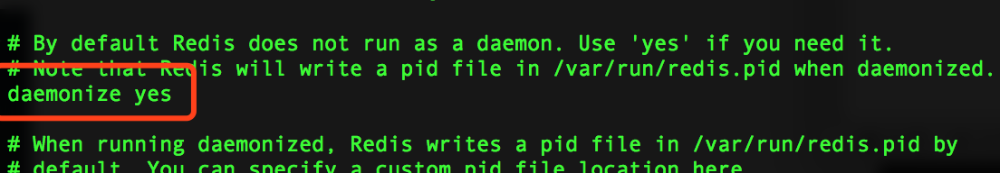 # By default Redis does not run as a daemon. Use 'yes' if you need it.
# Note that Redis will write a pid file in /var/run/redis.pid when daemonized.
daemonize yes
# When running daemonized, Redis writes a pid file in /var/run/redis.pid by
# default. You can specify a custom pid file location here